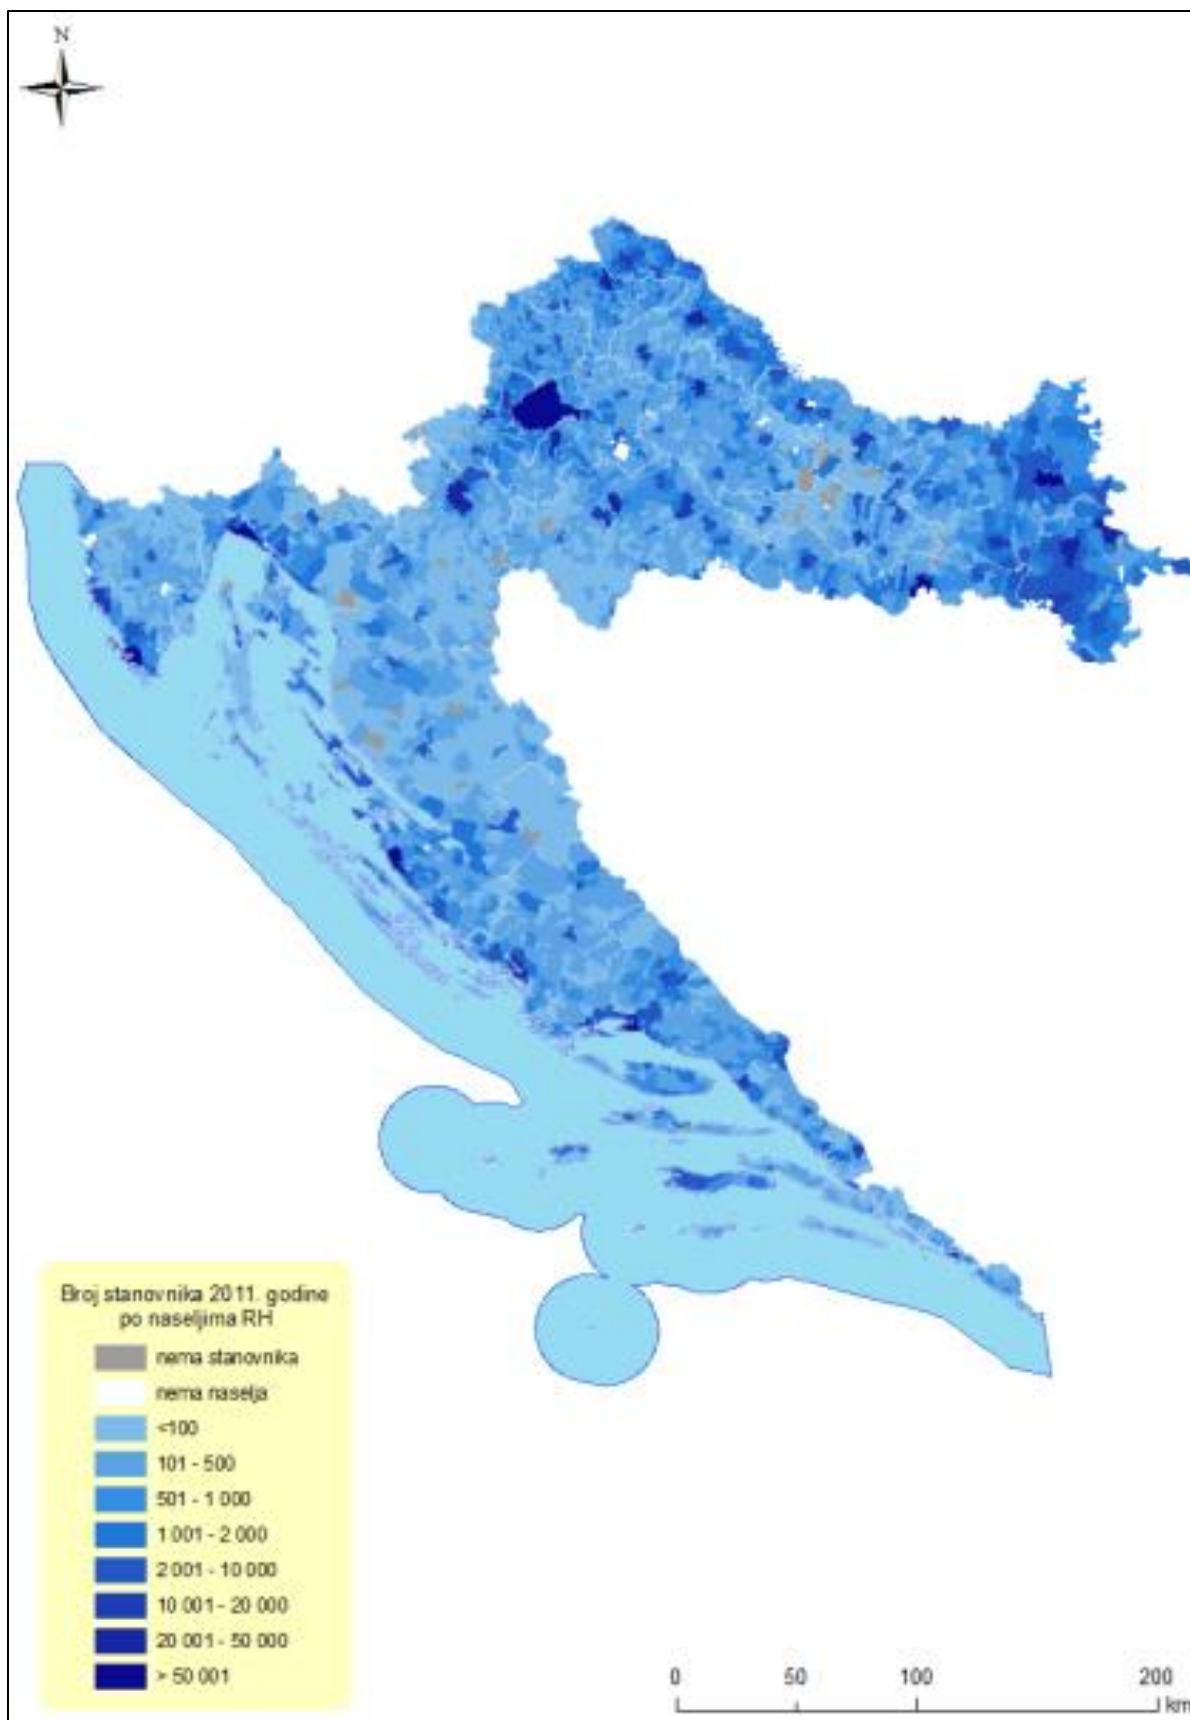 N
Broj stanovnika 2011. godine
po naseljima RH
nema stanovnika
nema naselja
<100
101 - 500
501 - 1 000
1 001 - 2 000
2 001 - 10 000
10 001 - 20 000
20 001 - 50 000
> 50 001
0 50 100 200
km